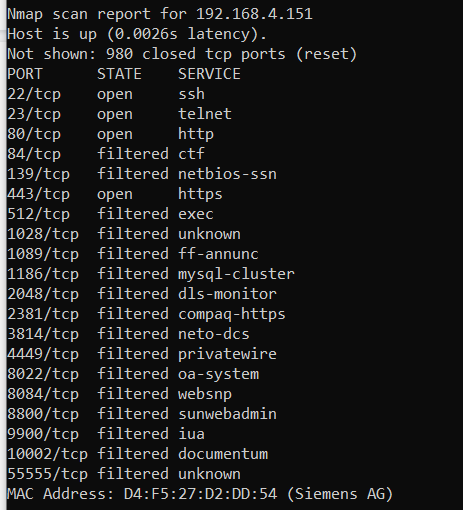 Nmap scan report for 192.168.4.151
Host is up (0.0026s latency).
Not shown: 980 closed tcp ports (reset)
PORT STATE SERVICE
22/tcp open ssh
23/tcp open telnet
80/tcp open http
84/tcp filtered ctf
139/tcp filtered netbios-ssn
443/tcp open https
512/tcp filtered exec
1028/tcp filtered unknown
1089/tcp filtered ff-annunc
1186/tcp filtered mysql-cluster
2048/tcp filtered dls-monitor
2381/tcp filtered compaq-https
3814/tcp filtered neto-dcs
4449/tcp filtered privatewire
8022/tcp filtered oa-system
8084/tcp filtered websnp
8800/tcp filtered sunwebadmin
9900/tcp filtered iua
10002/tcp filtered documentum
55555/tcp filtered unknown
MAC Address: D4:F5:27:D2:DD:54 (Siemens AG)